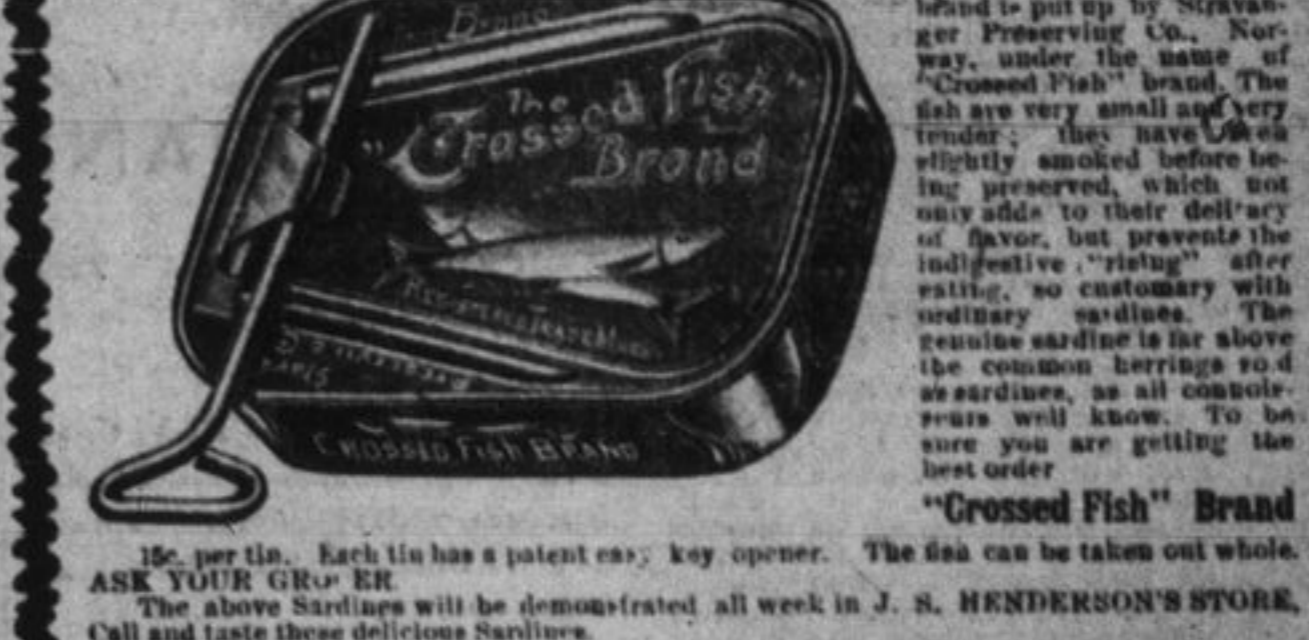 Brand
The
"Crossed Fish"
Brand
CROSSED FISH BRAND
brand is put up by Stravan-
ger Preserving Co., Nor-
way, under the name of
"Crossed Fish" brand. The
fish are very small and very
tender; they have been
slightly smoked before be-
ing preserved, which not
only adds to their delicacy
of flavor, but prevents the
indigestive "rising" after
eating, so customary with
ordinary sardines. The
genuine sardine is far above
the common herrings sold
as sardines, as all connois-
seurs well know. To be
sure you are getting the
best order
"Crossed Fish" Brand
15c. per tin. Each tin has a patent easy key opener. The fish can be taken out whole.
ASK YOUR GROCER
The above Sardines will be demonstrated all week in J. S. HENDERSON'S STORE,
Call and taste these delicious Sardines.